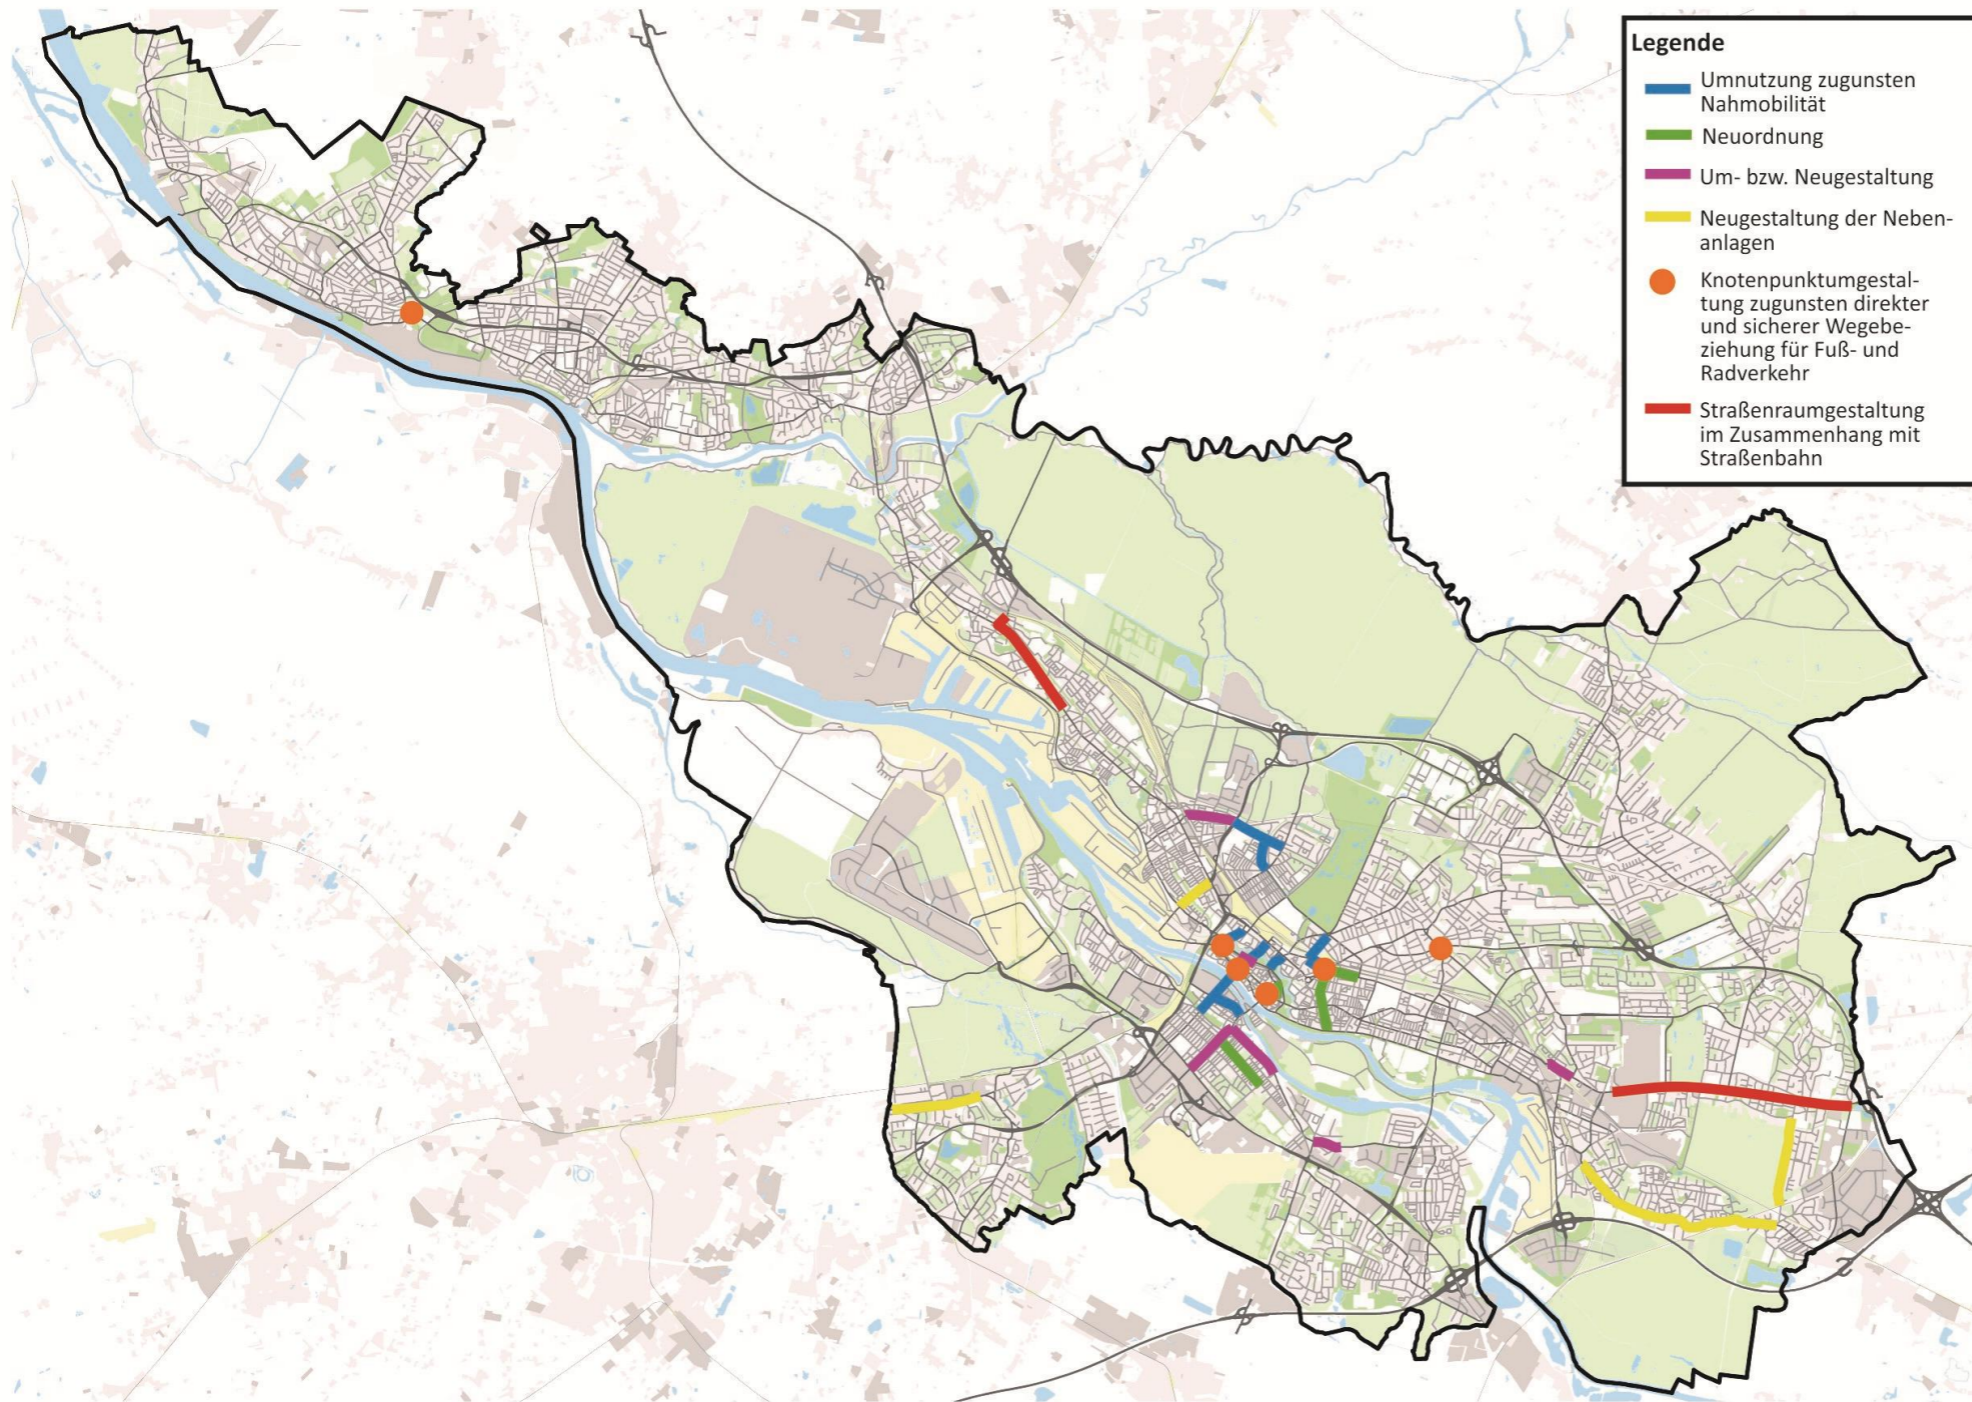 Legende
Umnutzung zugunsten
Nahmobilität
Neuordnung
Um- bzw. Neugestaltung
Neugestaltung der Neben-
anlagen
Knotenpunktumgestal-
tung zugunsten direkter
und sicherer Wegebe-
ziehung für Fuß- und
Radverkehr
Straßenraumgestaltung
im Zusammenhang mit
Straßenbahn